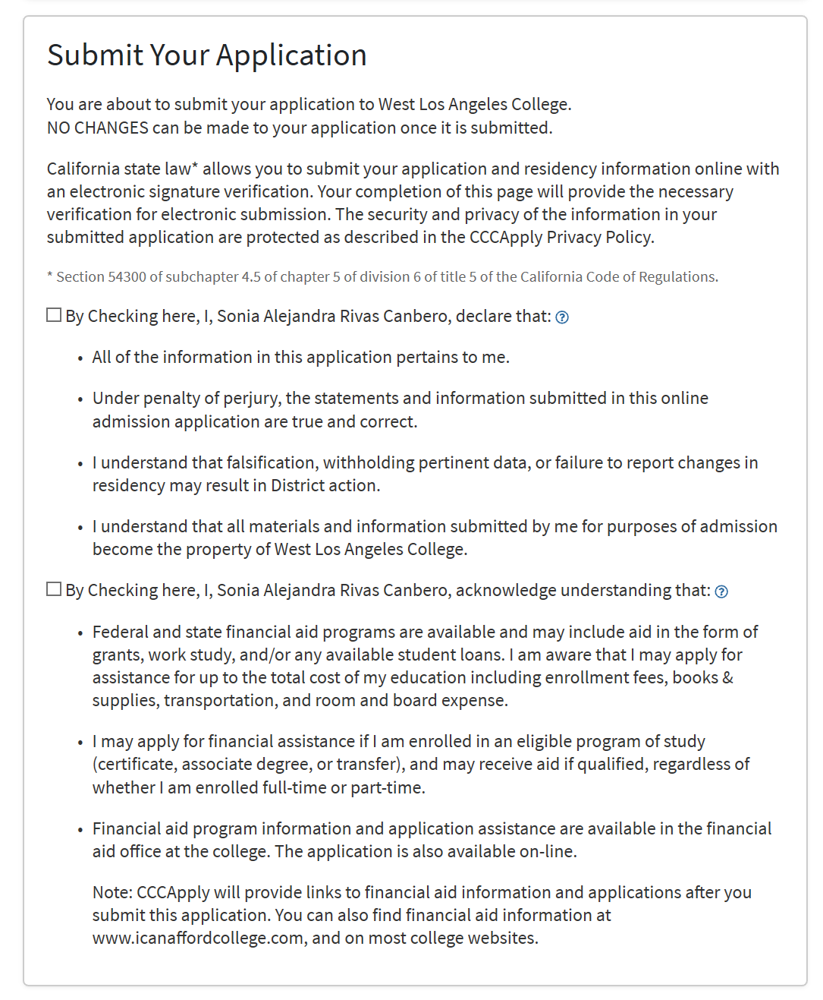 Submit Your Application
You are about to submit your application to West Los Angeles College.
NO CHANGES can be made to your application once it is submitted.
California state law* allows you to submit your application and residency information online with
an electronic signature verification. Your completion of this page will provide the necessary
verification for electronic submission. The security and privacy of the information in your
submitted application are protected as described in the CCCApply Privacy Policy.
* Section 54300 of subchapter 4.5 of chapter 5 of division 6 of title 5 of the California Code of Regulations.
By Checking here, I, Sonia Alejandra Rivas Canbero, declare that: ?
• All of the information in this application pertains to me.
• Under penalty of perjury, the statements and information submitted in this online
admission application are true and correct.
• I understand that falsification, withholding pertinent data, or failure to report changes in
residency may result in District action.
• I understand that all materials and information submitted by me for purposes of admission
become the property of West Los Angeles College.
By Checking here, I, Sonia Alejandra Rivas Canbero, acknowledge understanding that: ?
• Federal and state financial aid programs are available and may include aid in the form of
grants, work study, and/or any available student loans. I am aware that I may apply for
assistance for up to the total cost of my education including enrollment fees, books &
supplies, transportation, and room and board expense.
• I may apply for financial assistance if I am enrolled in an eligible program of study
(certificate, associate degree, or transfer), and may receive aid if qualified, regardless of
whether I am enrolled full-time or part-time.
• Financial aid program information and application assistance are available in the financial
aid office at the college. The application is also available on-line.
Note: CCCApply will provide links to financial aid information and applications after you
submit this application. You can also find financial aid information at
www.icanaffordcollege.com, and on most college websites.